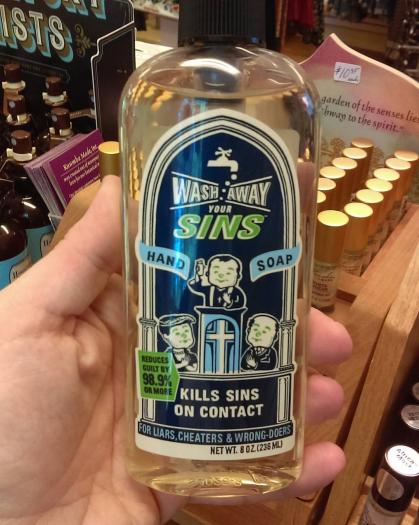 ISTS
$10.95
garden of the senses lies
hway to the spirit."
WASH AWAY
YOUR
SINS
HAND SOAP
REDUCES
GUILT BY
98.9%
OR MORE
KILLS SINS
ON CONTACT
FOR LIARS, CHEATERS & WRONG-DOERS
NET WT. 8 OZ. (236 ML)